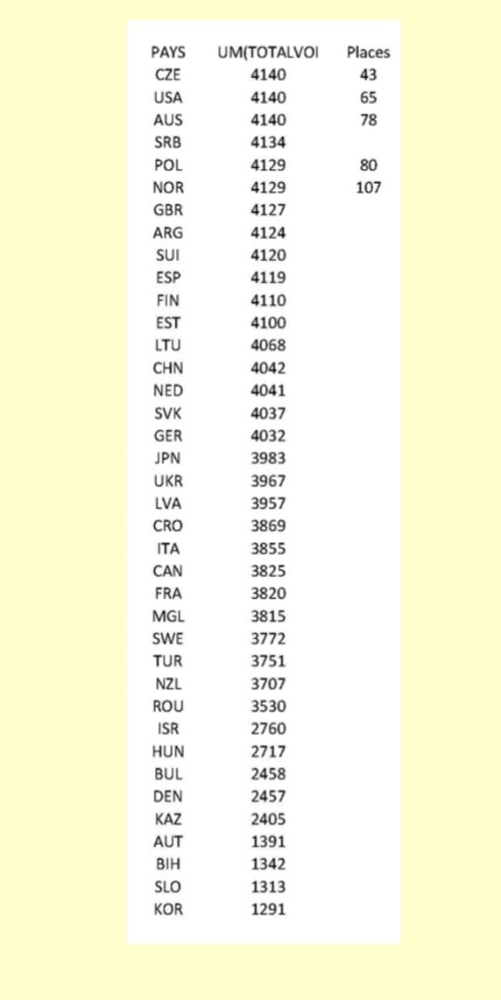 PAYS UM(TOTALVOI Places
CZE 4140 43
USA 4140 65
AUS 4140 78
SRB 4134
POL 4129 80
NOR 4129 107
GBR 4127
ARG 4124
SUI 4120
ESP 4119
FIN 4110
EST 4100
LTU 4068
CHN 4042
NED 4041
SVK 4037
GER 4032
JPN 3983
UKR 3967
LVA 3957
CRO 3869
ITA 3855
CAN 3825
FRA 3820
MGL 3815
SWE 3772
TUR 3751
NZL 3707
ROU 3530
ISR 2760
HUN 2717
BUL 2458
DEN 2457
KAZ 2405
AUT 1391
BIH 1342
SLO 1313
KOR 1291